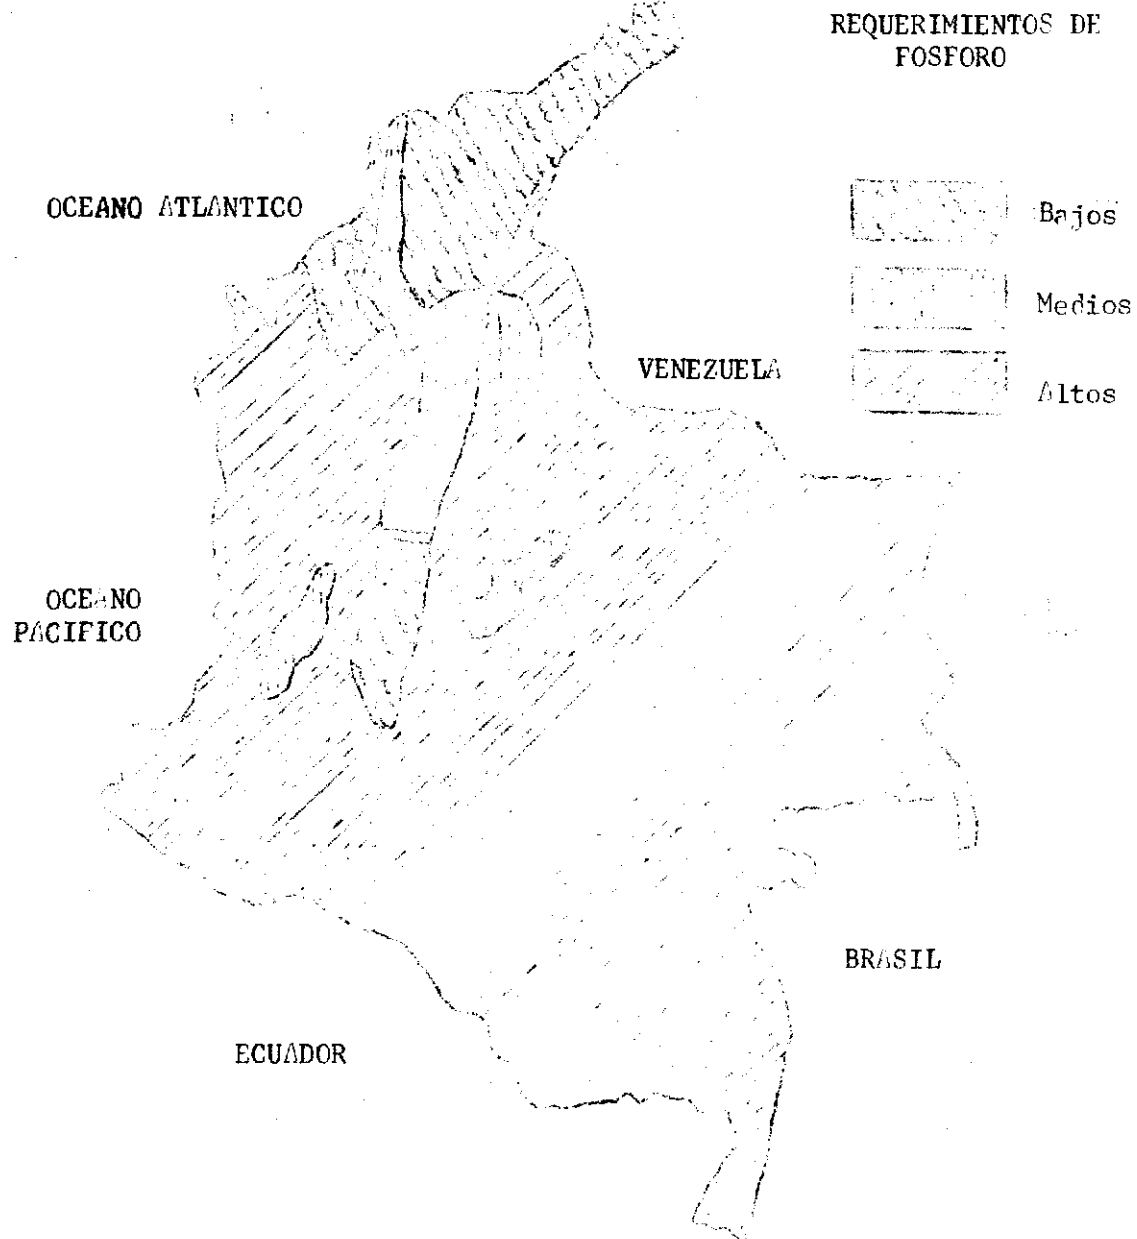 REQUERIMIENTOS DE
FOSFORO
OCEANO ATLANTICO
Bajos
Medios
VENEZUELA
Altos
OCEANO
PACIFICO
BRASIL
ECUADOR